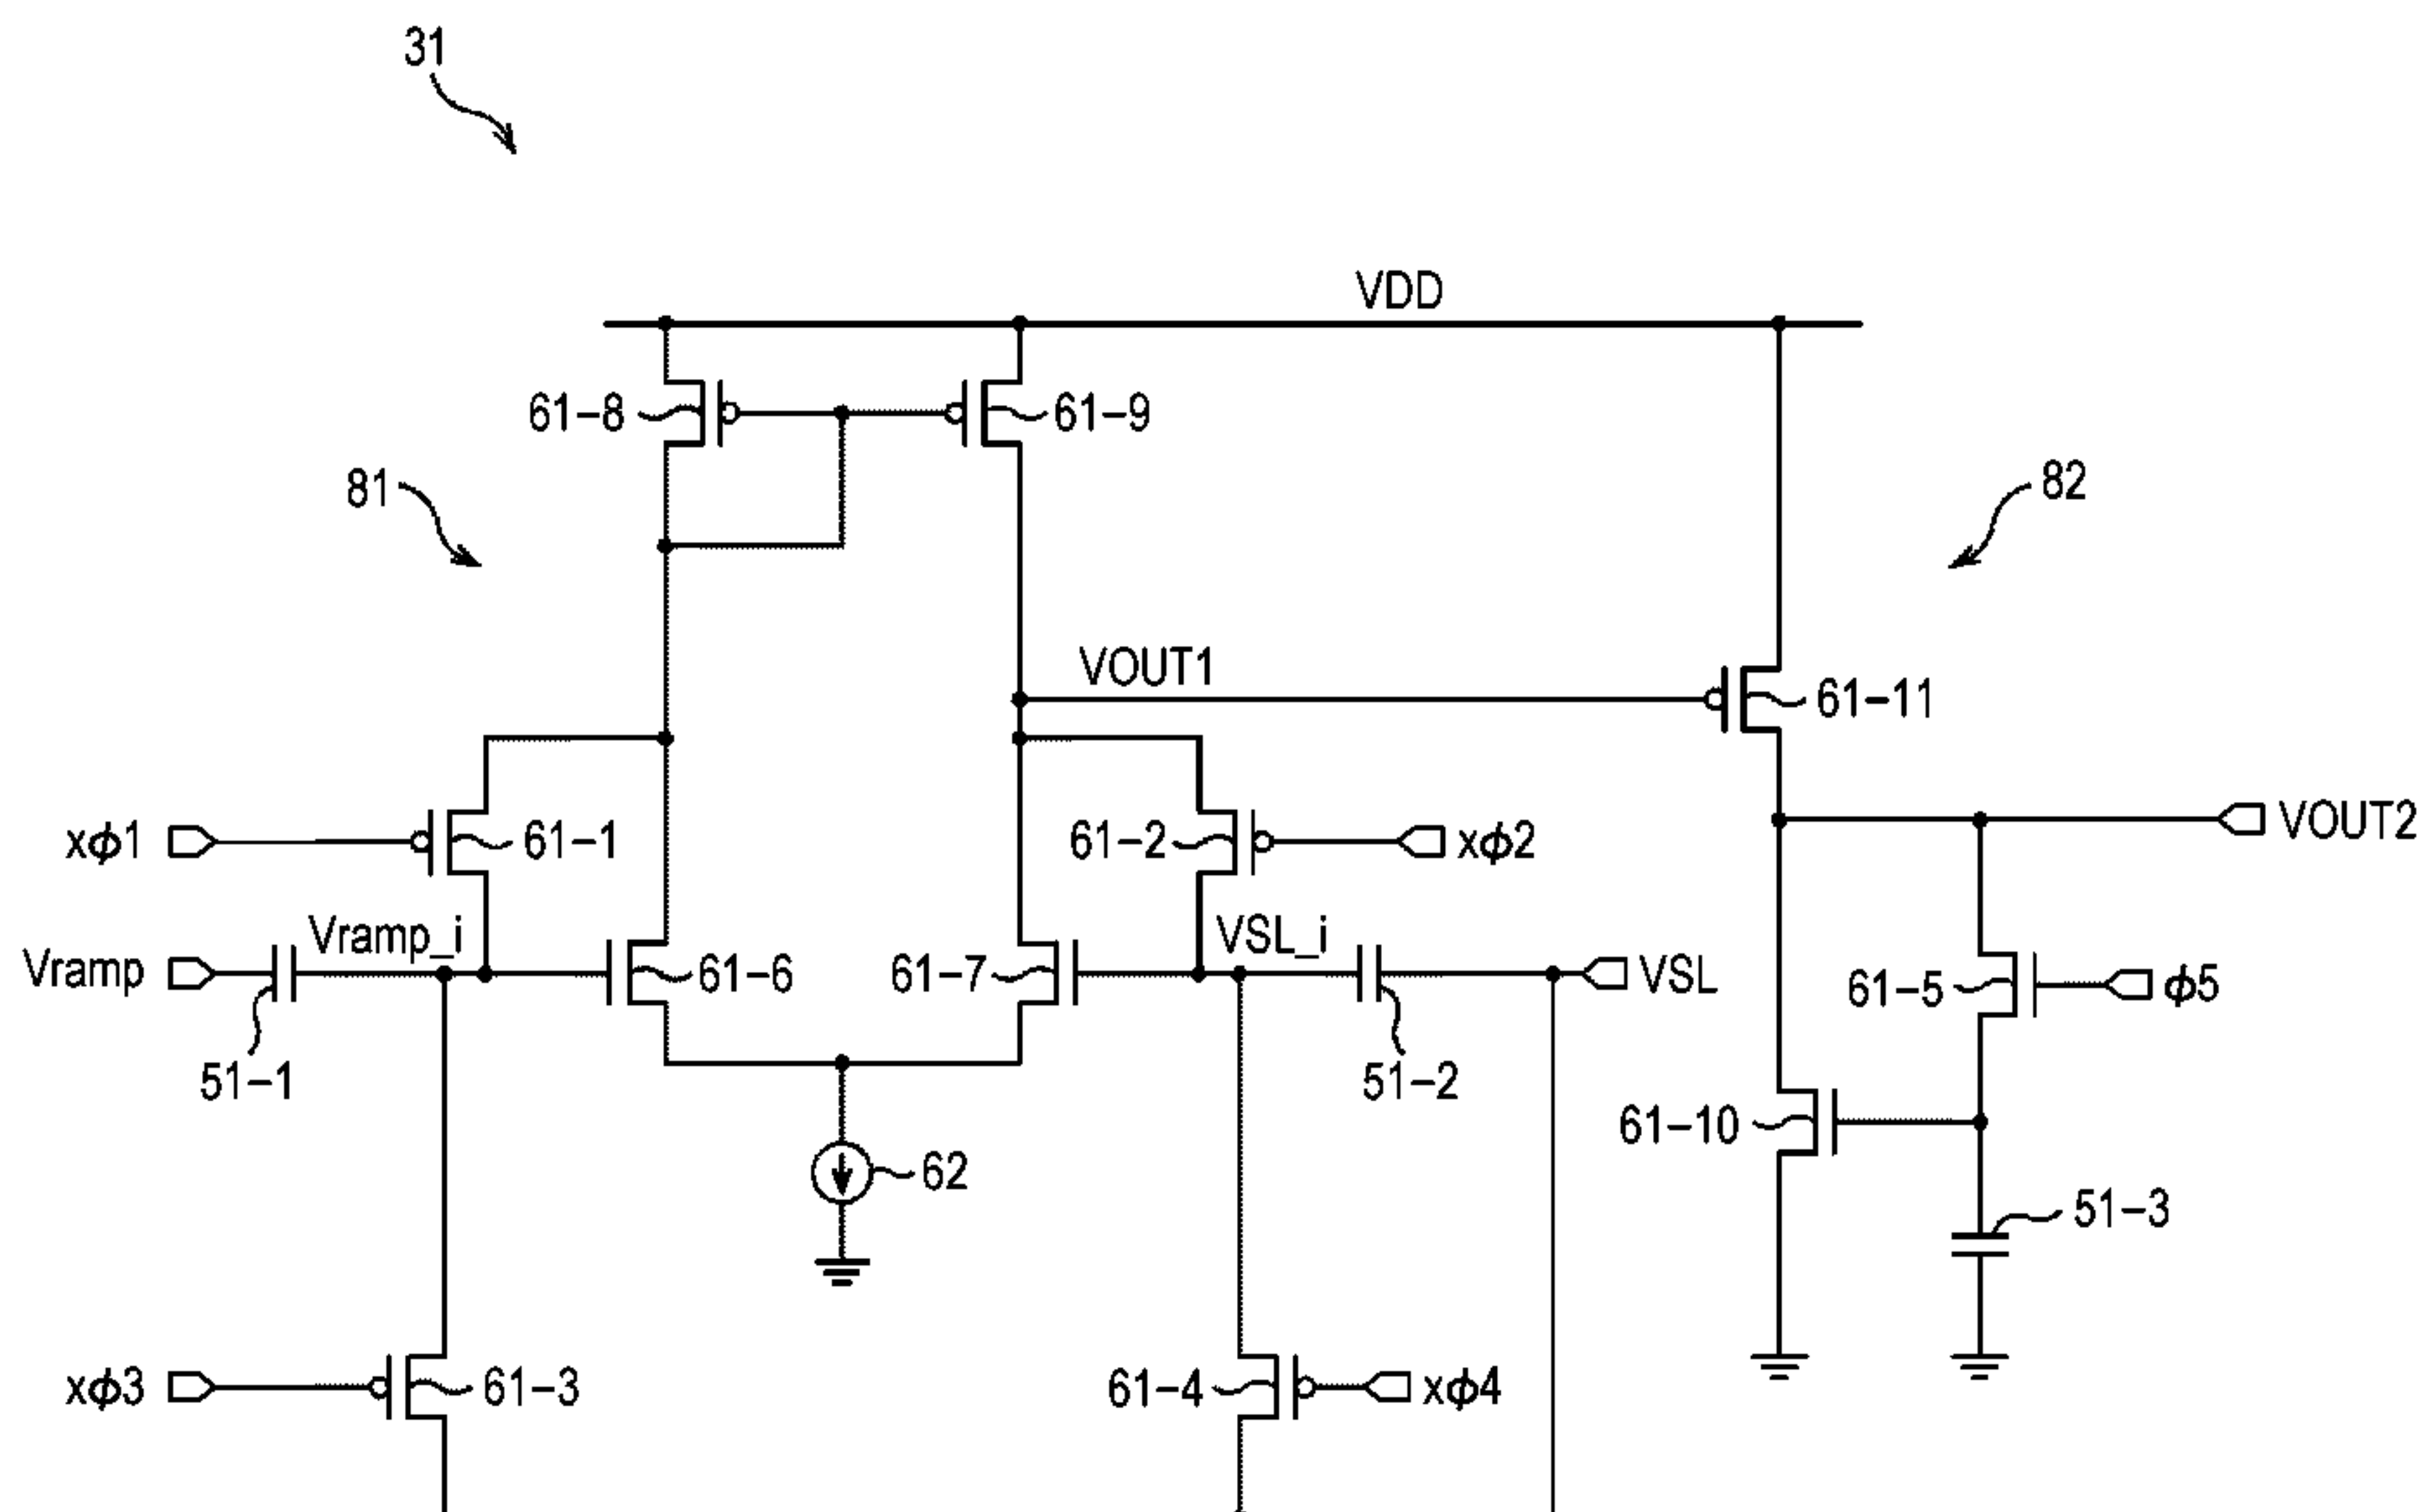 31
VDD
61-8
61-9
81
82
VOUT1
61-11
xϕ1
61-1
61-2
xϕ2
VOUT2
Vramp
Vramp_i
61-6
61-7
VSL_i
VSL
61-5
ϕ5
51-1
51-2
61-10
62
51-3
xϕ3
61-3
61-4
xϕ4